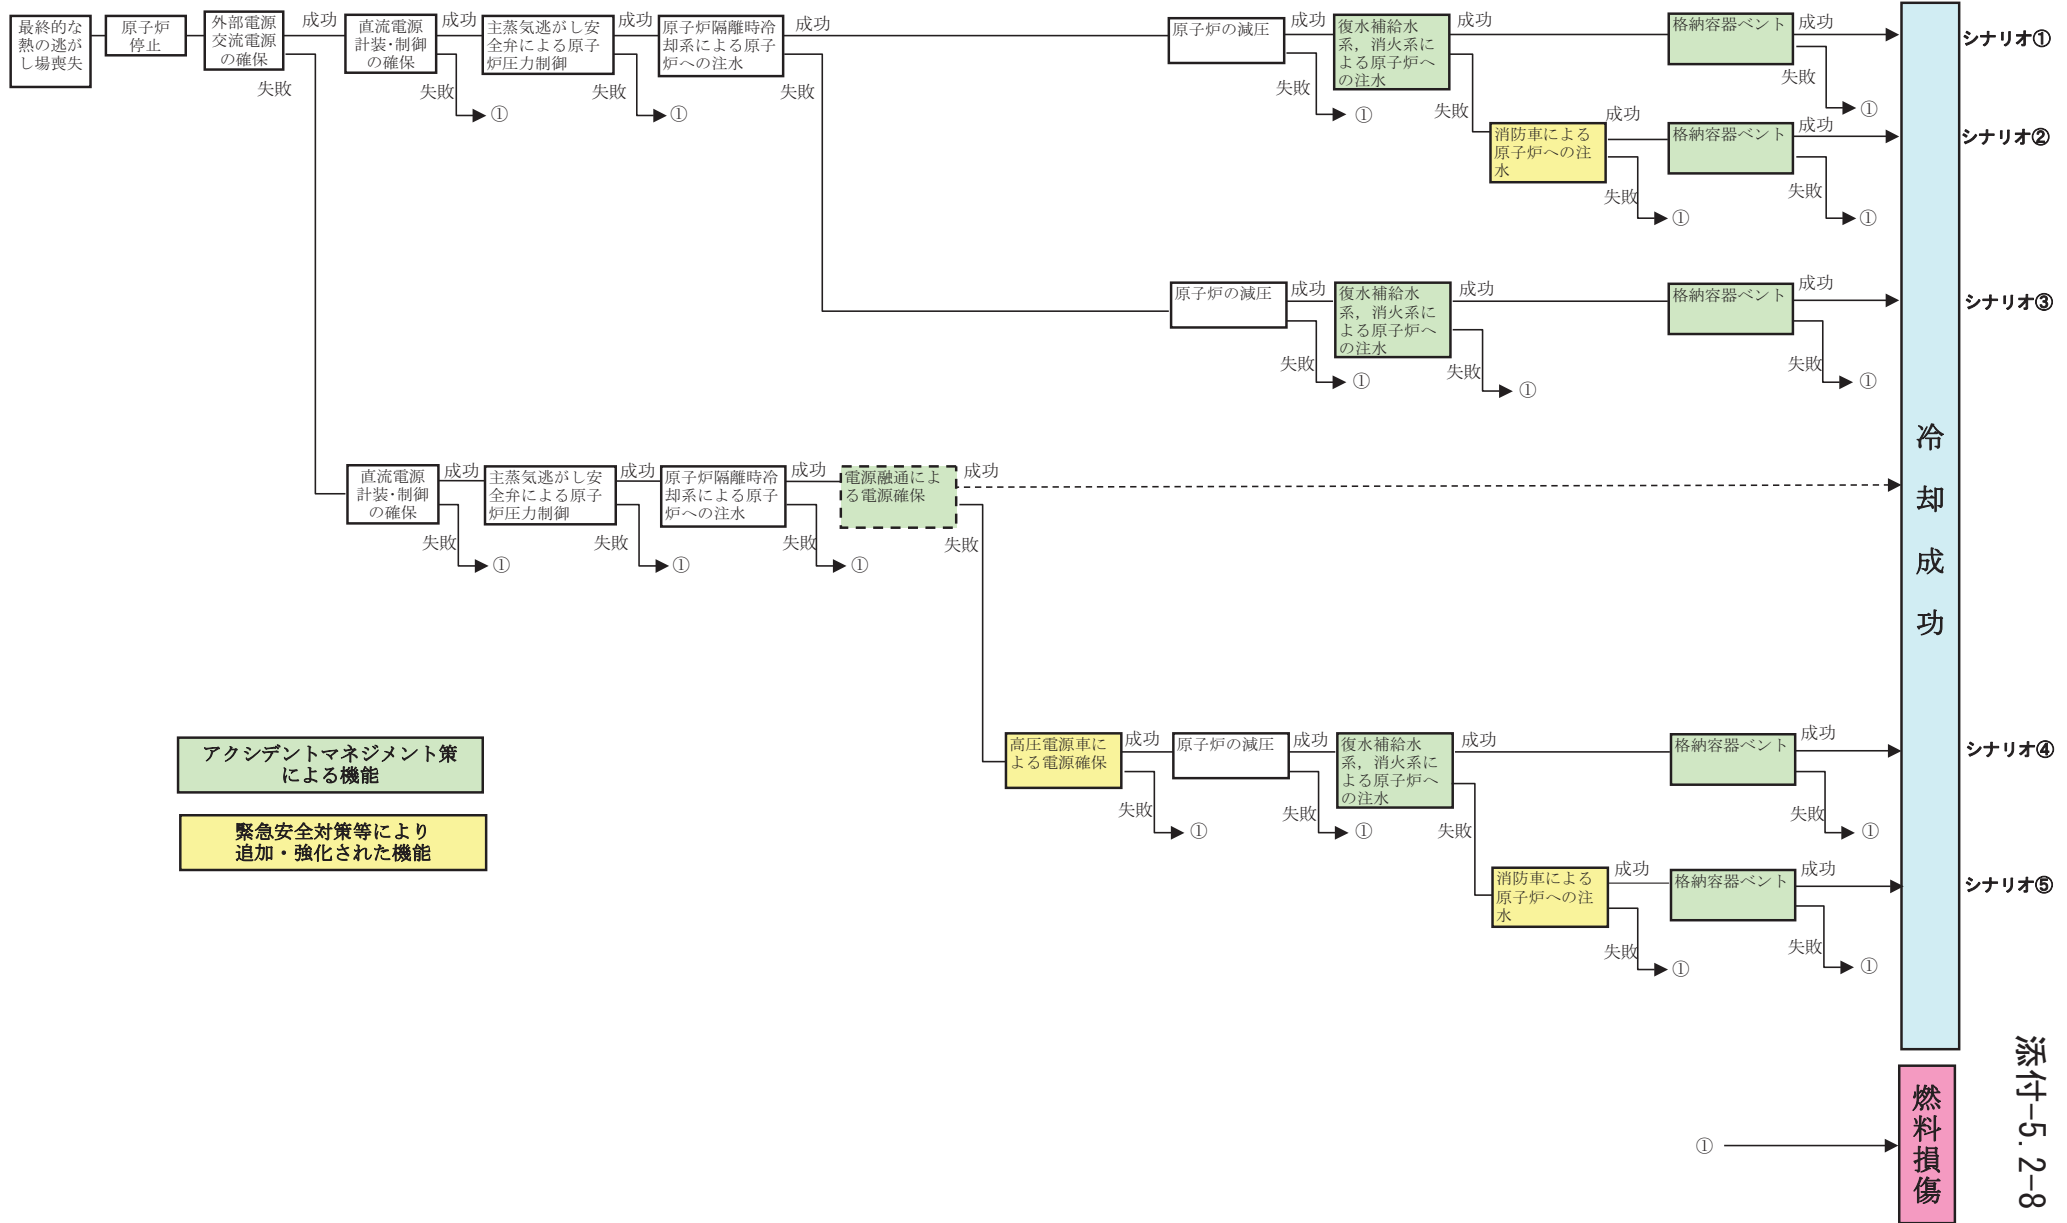 最終的な
熱の逃が
し場喪失
原子炉
停止
外部電源
交流電源
の確保
成功
失敗
直流電源
計装・制御
の確保
成功
失敗
①
主蒸気逃がし安
全弁による原子
炉圧力制御
成功
失敗
①
原子炉隔離時冷
却系による原子
炉への注水
成功
失敗
原子炉の減圧
成功
失敗
①
復水補給水
系，消火系に
よる原子炉へ
の注水
成功
失敗
格納容器ベント
成功
失敗
①
シナリオ①
消防車による
原子炉への注
水
成功
失敗
①
格納容器ベント
成功
失敗
①
シナリオ②
原子炉の減圧
成功
失敗
①
復水補給水
系，消火系に
よる原子炉へ
の注水
成功
失敗
①
格納容器ベント
成功
失敗
①
シナリオ③
直流電源
計装・制御
の確保
成功
失敗
①
主蒸気逃がし安
全弁による原子
炉圧力制御
成功
失敗
①
原子炉隔離時冷
却系による原子
炉への注水
成功
失敗
①
電源融通によ
る電源確保
成功
失敗
高圧電源車に
よる電源確保
成功
失敗
①
原子炉の減圧
成功
失敗
①
復水補給水
系，消火系に
よる原子炉へ
の注水
成功
失敗
格納容器ベント
成功
失敗
①
シナリオ④
消防車による
原子炉への注
水
成功
失敗
①
格納容器ベント
成功
失敗
①
シナリオ⑤
冷却成功
アクシデントマネジメント策
による機能
緊急安全対策等により
追加・強化された機能
①
燃料損傷
添付-5.2-8